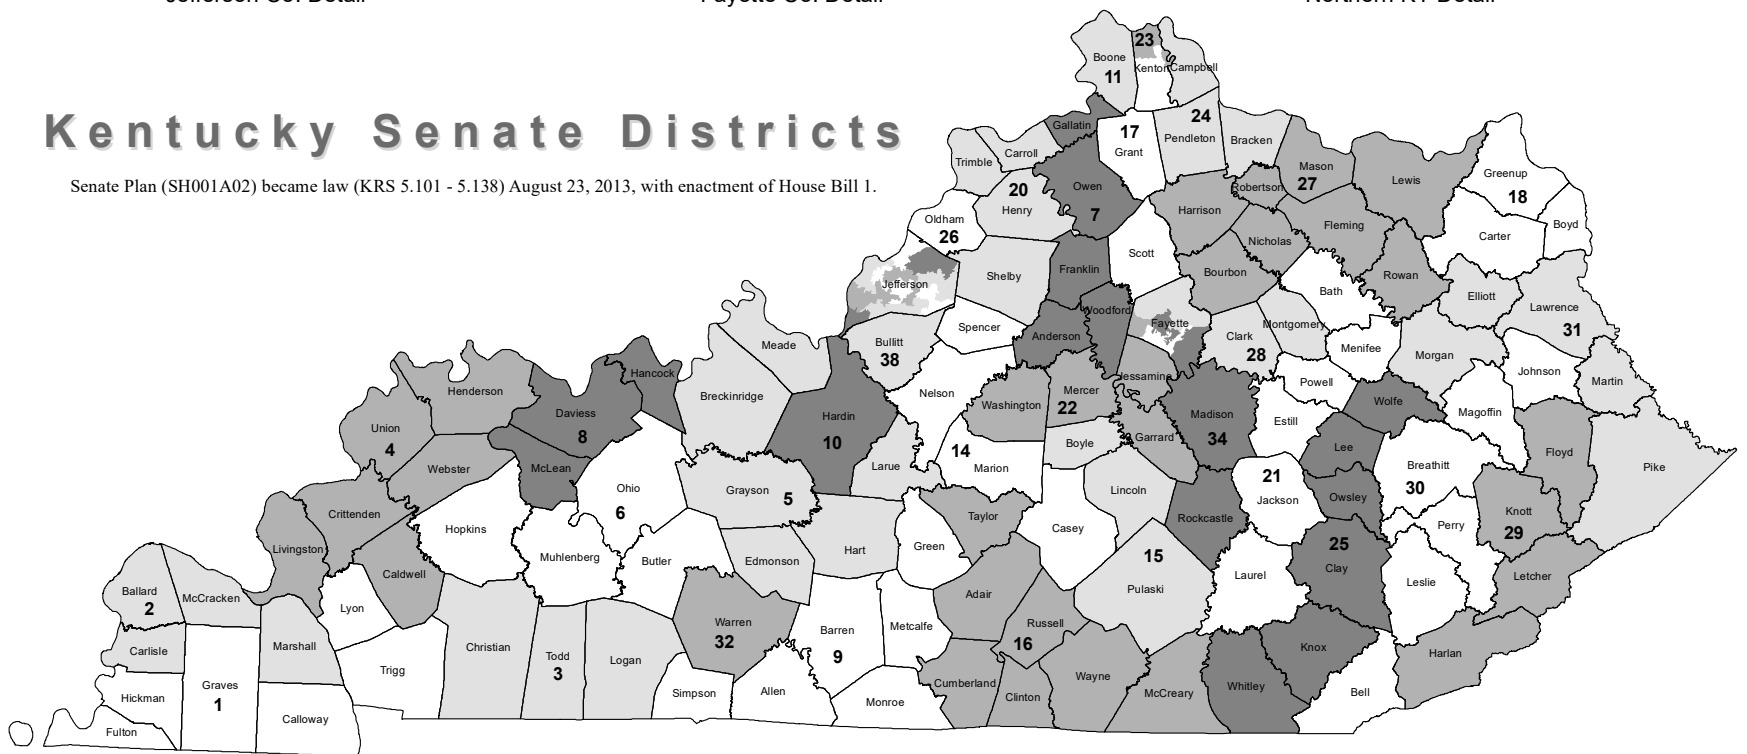 Jefferson Co. Detail
Fayette Co. Detail
Northern KY Detail
Kentucky Senate Districts
Senate Plan (SH001A02) became law (KRS 5.101 - 5.138) August 23, 2013, with enactment of House Bill 1.
23
Boone
11
Kenton
Campbell
24
Pendleton
17
Grant
Gallatin
Bracken
Mason
27
Lewis
Greenup
18
Carroll
Trimble
20
Henry
Owen
7
Robertson
Harrison
Fleming
Carter
Boyd
Oldham
26
Nicholas
Scott
Franklin
Shelby
Jefferson
Bourbon
Rowan
Bath
Elliott
Lawrence
31
Woodford
Fayette
Montgomery
Clark
28
Spencer
Anderson
Bullitt
38
Meade
Menifee
Morgan
Johnson
Martin
Hancock
Jessamine
Powell
Henderson
Breckinridge
Nelson
Washington
Mercer
22
Wolfe
Magoffin
Daviess
8
Hardin
10
Madison
34
Estill
Union
4
Boyle
Garrard
Lee
Floyd
14
Marion
Webster
McLean
Larue
Breathitt
30
Pike
Ohio
6
Grayson
5
Lincoln
21
Jackson
Owsley
Crittenden
Hopkins
Taylor
Casey
Rockcastle
Perry
Knott
29
Livingston
Muhlenberg
Butler
Edmonson
Hart
Green
15
Pulaski
25
Clay
Laurel
Leslie
Letcher
Caldwell
Ballard
2
McCracken
Lyon
Adair
Warren
32
Barren
9
Metcalfe
Russell
16
Carlisle
Marshall
Christian
Todd
3
Logan
Knox
Harlan
Trigg
Hickman
Graves
1
Simpson
Allen
Monroe
Cumberland
Clinton
Wayne
McCreary
Whitley
Bell
Calloway
Fulton